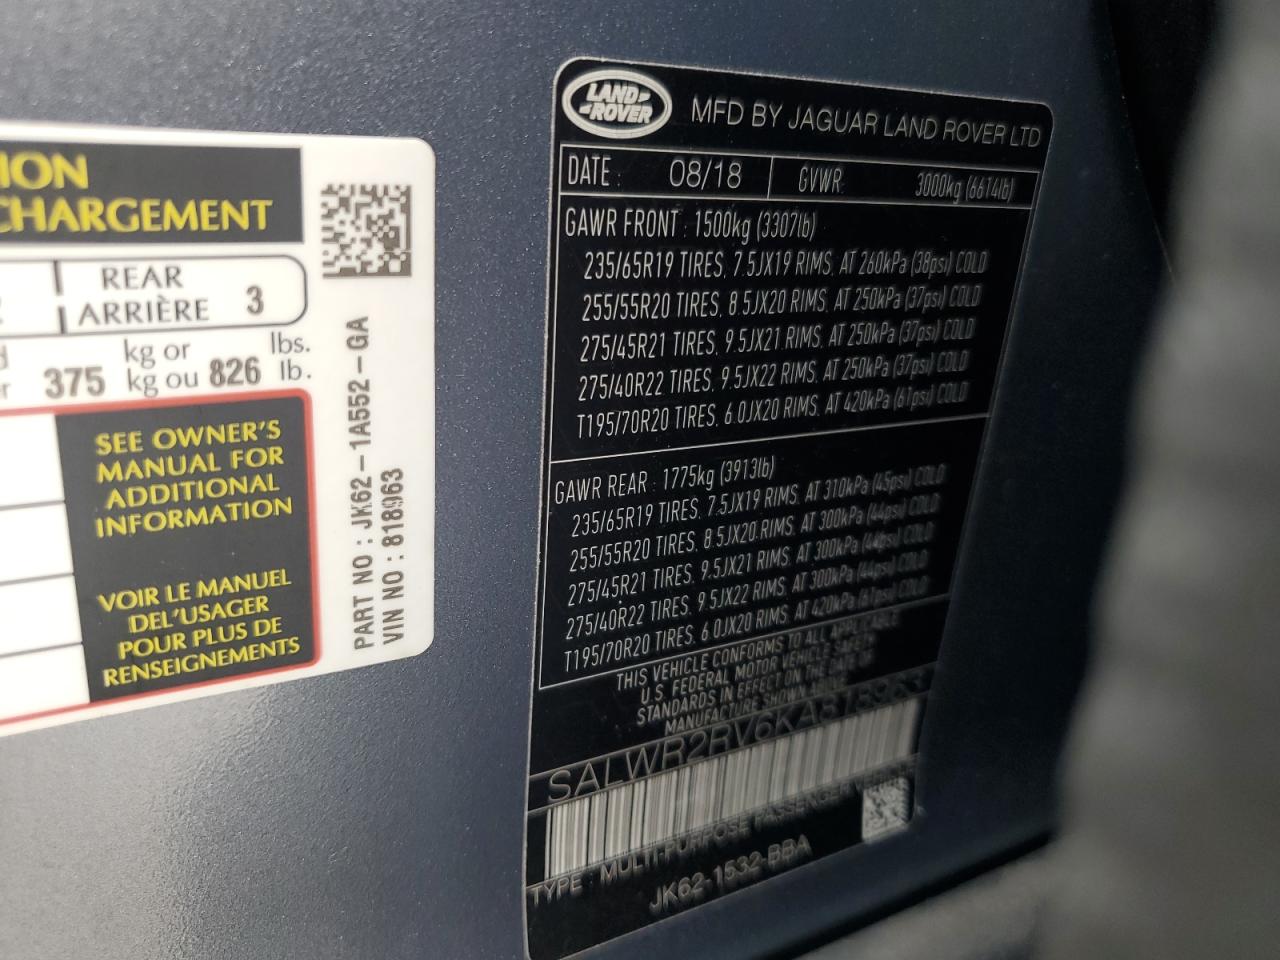 ION
CHARGEMENT
REAR
ARRIÈRE 3
kg or lbs.
375 kg ou 826 lb.
SEE OWNER'S
MANUAL FOR
ADDITIONAL
INFORMATION
VOIR LE MANUEL
DEL'USAGER
POUR PLUS DE
RENSEIGNEMENTS
PART NO : JK62-1A552-GA
VIN NO : 818963
LAND
ROVER
MFD BY JAGUAR LAND ROVER LTD
DATE : 08/18 GVWR: 3000kg (6614lb)
GAWR FRONT : 1500kg (3307lb)
235/65R19 TIRES, 7.5JX19 RIMS, AT 260kPa (38psi) COLD
255/55R20 TIRES, 8.5JX20 RIMS, AT 250kPa (37psi) COLD
275/45R21 TIRES, 9.5JX21 RIMS, AT 250kPa (37psi) COLD
275/40R22 TIRES, 9.5JX22 RIMS, AT 250kPa (37psi) COLD
T195/70R20 TIRES, 6.0JX20 RIMS, AT 420kPa (61psi) COLD
GAWR REAR : 1775kg (3913lb)
235/65R19 TIRES, 7.5JX19 RIMS, AT 310kPa (45psi) COLD
255/55R20 TIRES, 8.5JX20 RIMS, AT 300kPa (44psi) COLD
275/45R21 TIRES, 9.5JX21 RIMS, AT 300kPa (44psi) COLD
275/40R22 TIRES, 9.5JX22 RIMS, AT 300kPa (44psi) COLD
T195/70R20 TIRES, 6.0JX20 RIMS, AT 420kPa (61psi) COLD
THIS VEHICLE CONFORMS TO ALL APPLICABLE
U.S. FEDERAL MOTOR VEHICLE SAFETY
STANDARDS IN EFFECT ON THE DATE OF
MANUFACTURE SHOWN ABOVE
SALWR2RV6KA818963
TYPE : MULTI-PURPOSE PASSENGER VEHICLE
JK62-1532-BBA